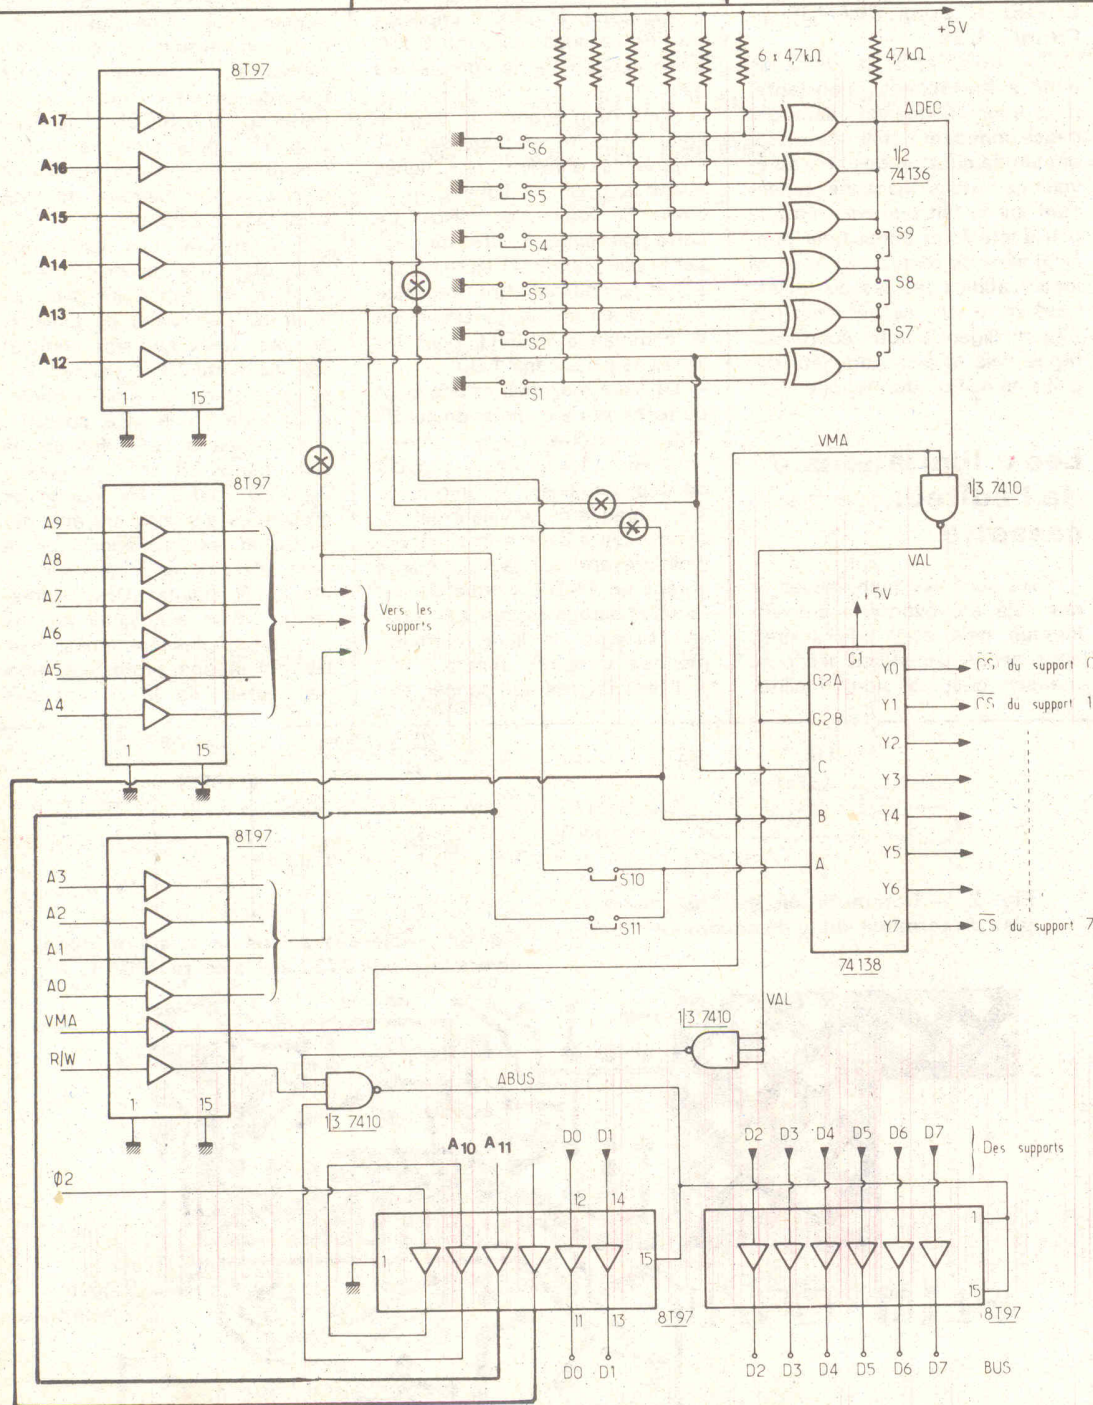 +5V
8T97
6 x 4,7kΩ
4,7kΩ
ADEC
A17
S6
1/2
74136
A16
S5
A15
S4
S9
A14
S3
S8
A13
S2
S7
A12
S1
1 15
VMA
8T97
1/3 7410
A9
A8
VAL
A7
Vers les
supports
+5V
A6
A5
A4
G1
Y0
C̅S̅ du support 0
G2A
Y1
C̅S̅ du support 1
G2B
Y2
1 15
C
Y3
B
Y4
8T97
Y5
A3
A
S10
Y6
A2
S11
Y7
C̅S̅ du support 7
A1
74138
A0
VAL
VMA
1/3 7410
R/W
ABUS
1 15
1/3 7410
A10 A11
D0 D1
D2 D3 D4 D5 D6 D7
Des supports
Φ2
12 14
1
1
15
15
11 13
8T97
8T97
D0 D1
D2 D3 D4 D5 D6 D7
BUS